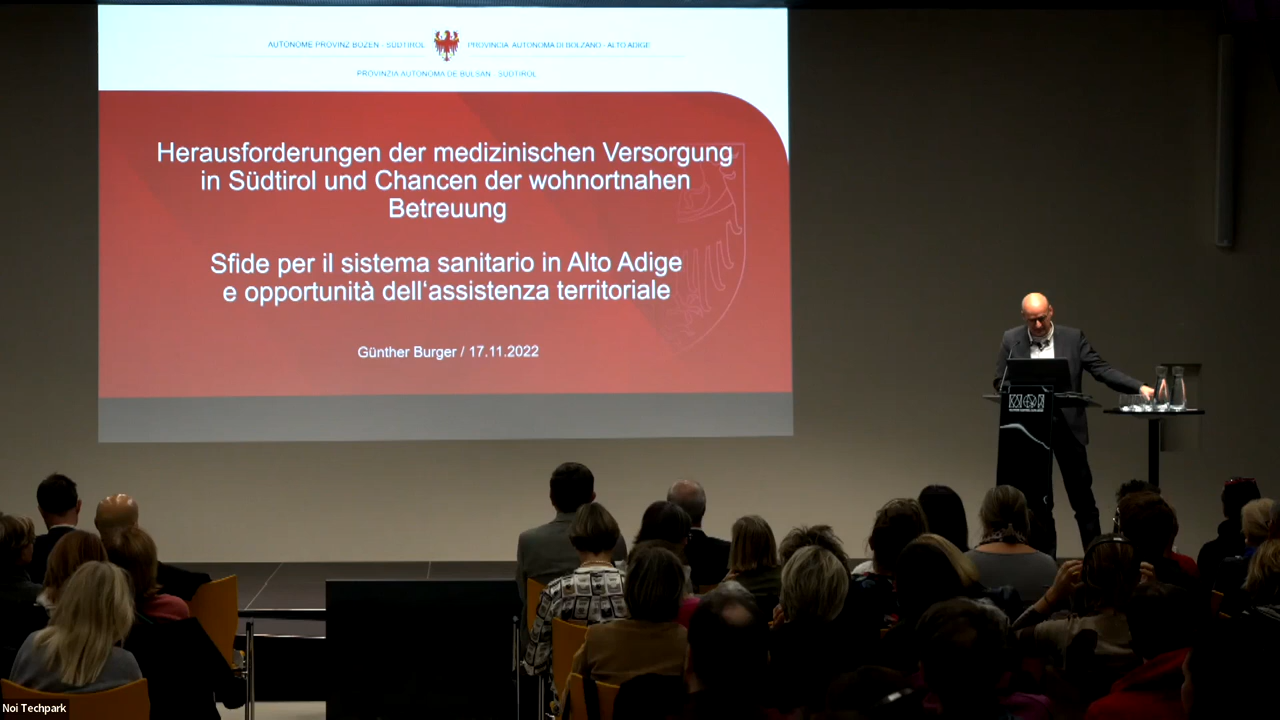 AUTONOME PROVINZ BOZEN - SÜDTIROL
PROVINCIA AUTONOMA DI BOLZANO - ALTO ADIGE
PROVINZIA AUTONOMA DE BULSAN - SÜDTIROL
Herausforderungen der medizinischen Versorgung
in Südtirol und Chancen der wohnortnahen
Betreuung
Sfide per il sistema sanitario in Alto Adige
e opportunità dell‘assistenza territoriale
Günther Burger / 17.11.2022
NOI
Noi Techpark